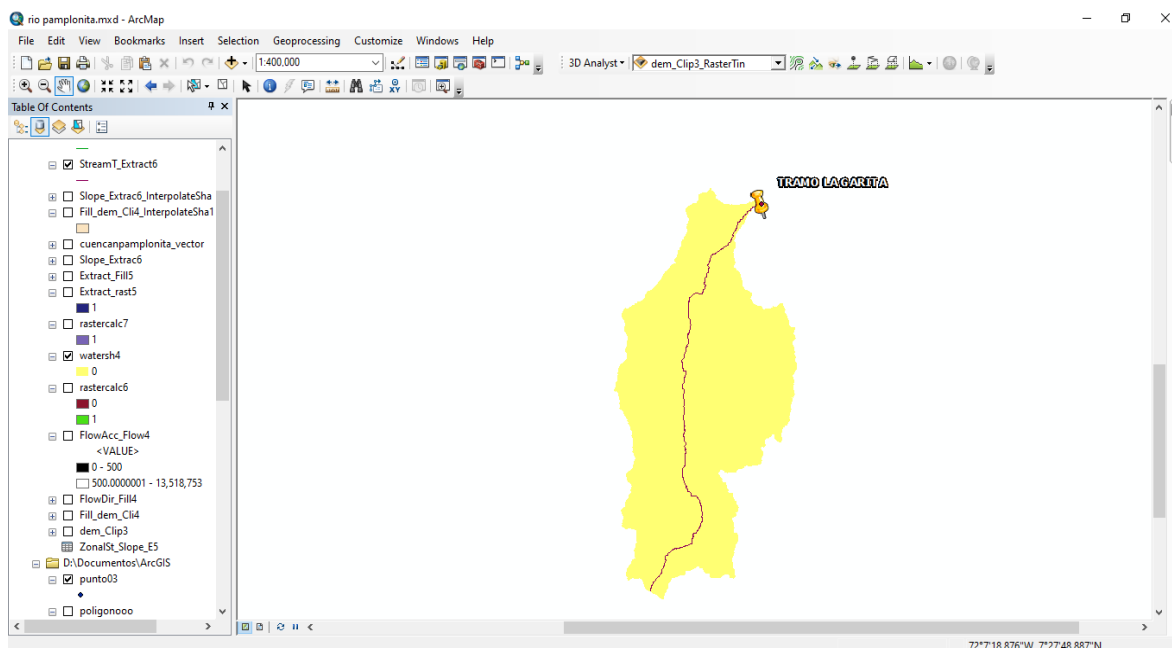 rio pamplonita.mxd - ArcMap
File Edit View Bookmarks Insert Selection Geoprocessing Customize Windows Help
1:400,000
3D Analyst
dem_Clip3_RasterTin
Table Of Contents
StreamT_Extract6
Slope_Extrac6_InterpolateSha
Fill_dem_Cli4_InterpolateSha1
cuencanpamplonita_vector
Slope_Extrac6
Extract_Fill5
Extract_rast5
1
rastercalc7
1
watersh4
0
rastercalc6
0
1
FlowAcc_Flow4
<VALUE>
0 - 500
500.0000001 - 13,518,753
FlowDir_Fill4
Fill_dem_Cli4
dem_Clip3
ZonalSt_Slope_E5
D:\Documentos\ArcGIS
punto03
poligonooo
TRAMO LA GARITA
72°7'18.876"W 7°27'48.887"N